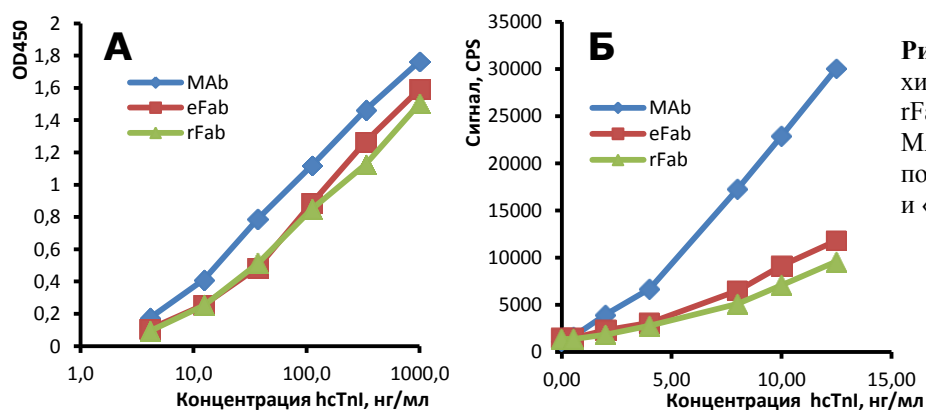 А
OD450
2
1,8
1,6
1,4
1,2
1
0,8
0,6
0,4
0,2
0
MAb
eFab
rFab
1,0
10,0
100,0
1000,0
Концентрация hcTnI, нг/мл
Б
Сигнал, CPS
35000
30000
25000
20000
15000
10000
5000
0
MAb
eFab
rFab
0,00
5,00
10,00
15,00
Концентрация hcTnI, нг/мл
хи
rFa
по
и